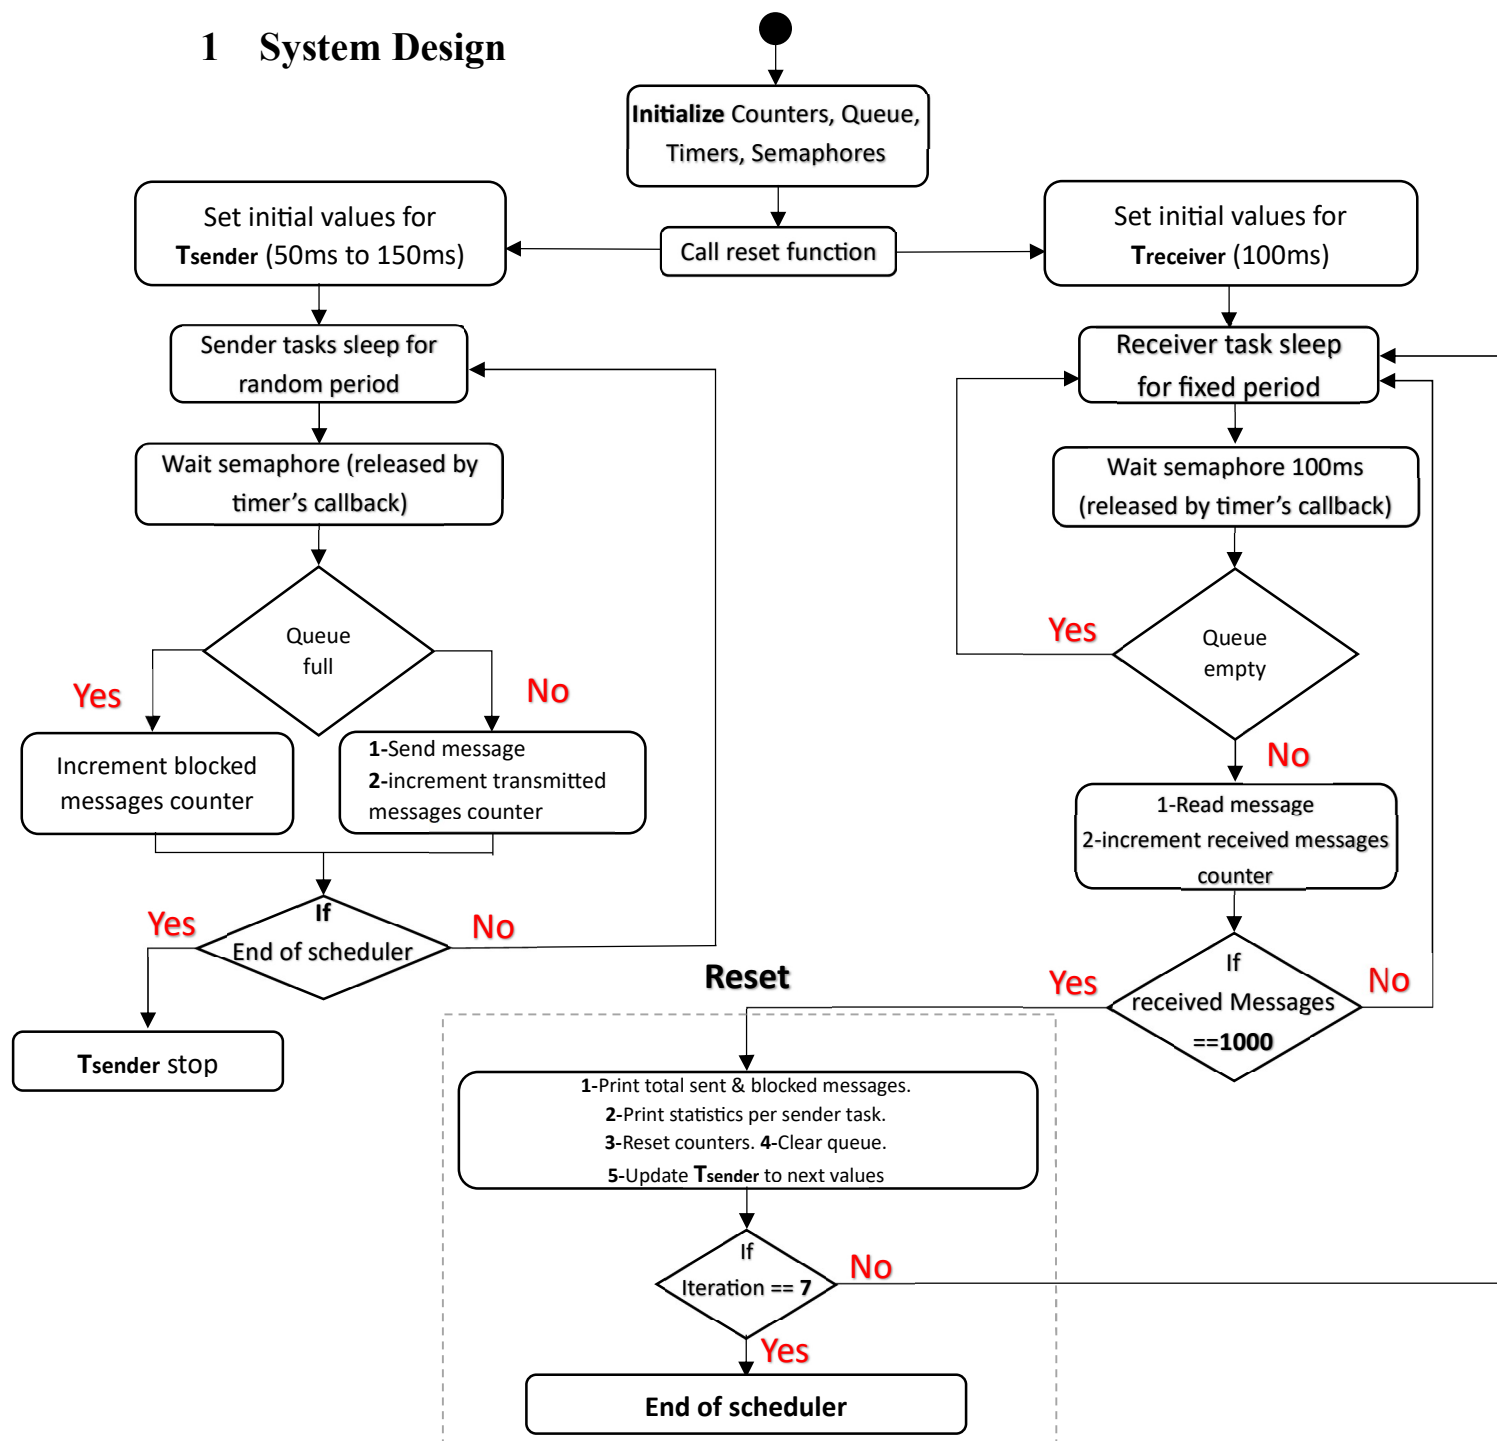 1 System Design
Initialize Counters, Queue,
Timers, Semaphores
Call reset function
Set initial values for
Tsender (50ms to 150ms)
Sender tasks sleep for
random period
Wait semaphore (released by
timer’s callback)
Queue
full
Yes
No
Increment blocked
messages counter
1-Send message
2-increment transmitted
messages counter
If
End of scheduler
Yes
No
Tsender stop
Set initial values for
Treceiver (100ms)
Receiver task sleep
for fixed period
Wait semaphore 100ms
(released by timer’s callback)
Queue
empty
Yes
No
1-Read message
2-increment received messages
counter
If
received Messages
==1000
Yes
No
Reset
1-Print total sent & blocked messages.
2-Print statistics per sender task.
3-Reset counters. 4-Clear queue.
5-Update Tsender to next values
If
Iteration == 7
No
Yes
End of scheduler